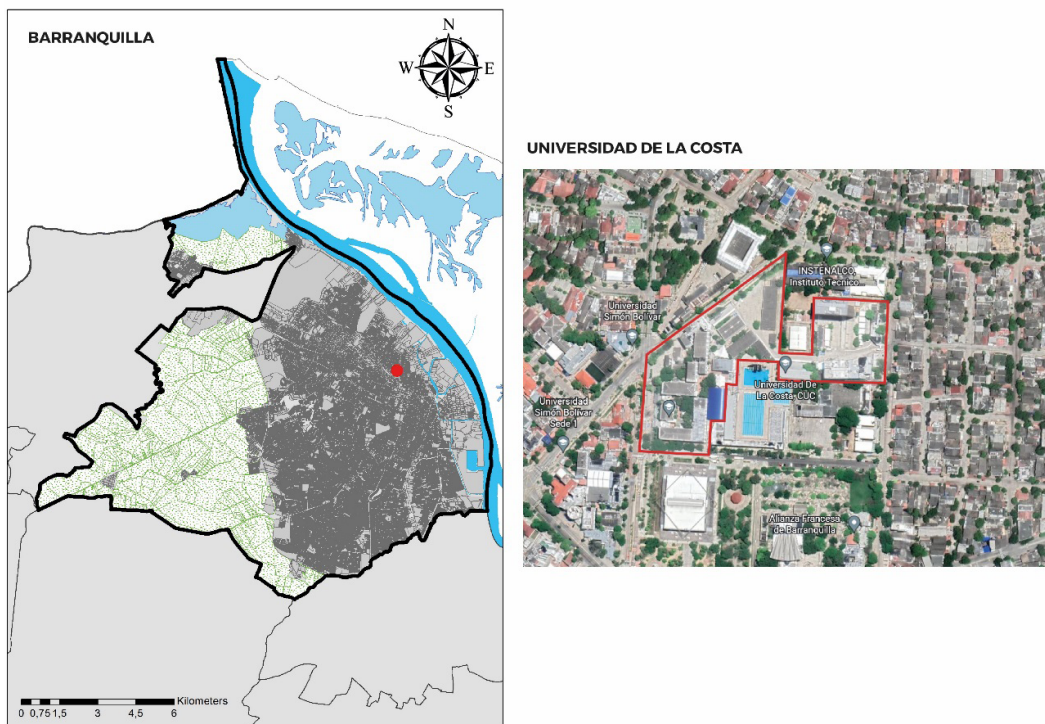 BARRANQUILLA
N
W E
S
Kilometers
0 0,75 1,5 3 4,5 6
UNIVERSIDAD DE LA COSTA
INSTENALCO,
Instituto Técnico...
Universidad
Simón Bolívar
Universidad De
La Costa, CUC
Universidad
Simón Bolívar
Sede 1
Alianza Francesa
de Barranquilla